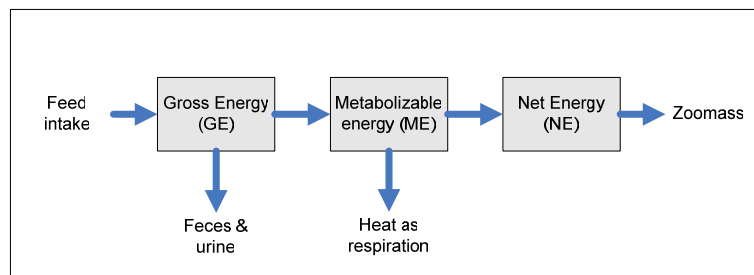 Feed
intake
Gross Energy
(GE)
Metabolizable
energy (ME)
Net Energy
(NE)
Zoomass
Feces &
urine
Heat as
respiration